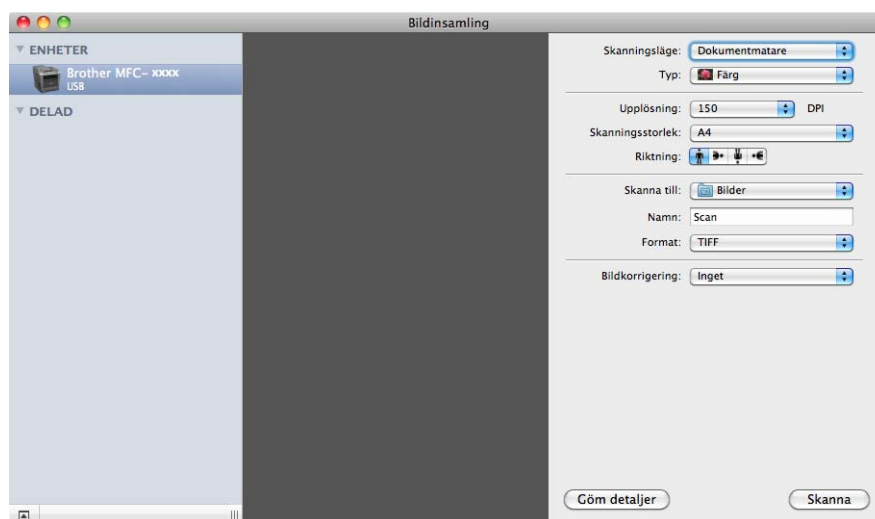 Bildinsamling
ENHETER
Brother MFC- xxxx
USB
DELAD
Skanningsläge: Dokumentmatare
Typ: Färg
Upplösning: 150 DPI
Skanningsstorlek: A4
Riktning:
Skanna till: Bilder
Namn: Scan
Format: TIFF
Bildkorrigering: Inget
Göm detaljer Skanna